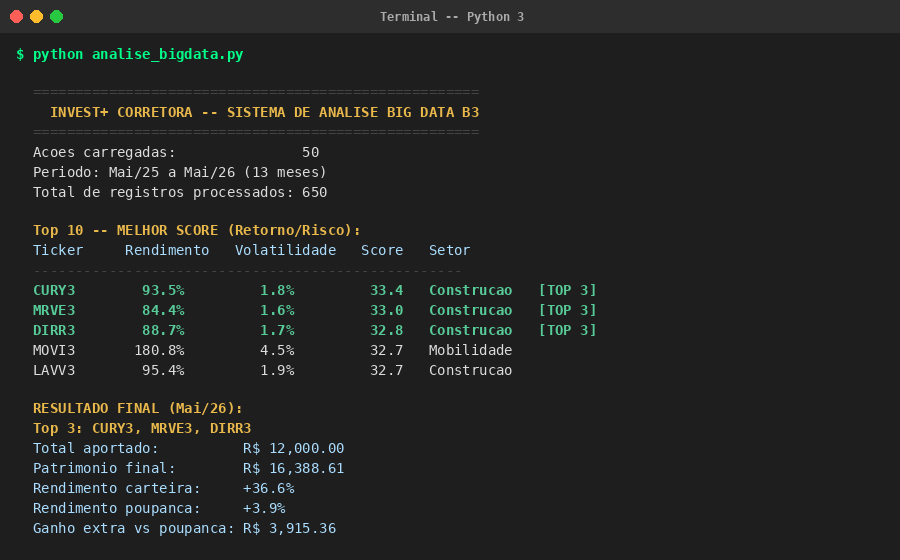 Terminal -- Python 3
$ python analise_bigdata.py
=====================================================
INVEST+ CORRETORA -- SISTEMA DE ANALISE BIG DATA B3
=====================================================
Acoes carregadas: 50
Periodo: Mai/25 a Mai/26 (13 meses)
Total de registros processados: 650
Top 10 -- MELHOR SCORE (Retorno/Risco):
Ticker Rendimento Volatilidade Score Setor
---------------------------------------------------
CURY3 93.5% 1.8% 33.4 Construcao [TOP 3]
MRVE3 84.4% 1.6% 33.0 Construcao [TOP 3]
DIRR3 88.7% 1.7% 32.8 Construcao [TOP 3]
MOVI3 180.8% 4.5% 32.7 Mobilidade
LAVV3 95.4% 1.9% 32.7 Construcao
RESULTADO FINAL (Mai/26):
Top 3: CURY3, MRVE3, DIRR3
Total aportado: R$ 12,000.00
Patrimonio final: R$ 16,388.61
Rendimento carteira: +36.6%
Rendimento poupanca: +3.9%
Ganho extra vs poupanca: R$ 3,915.36